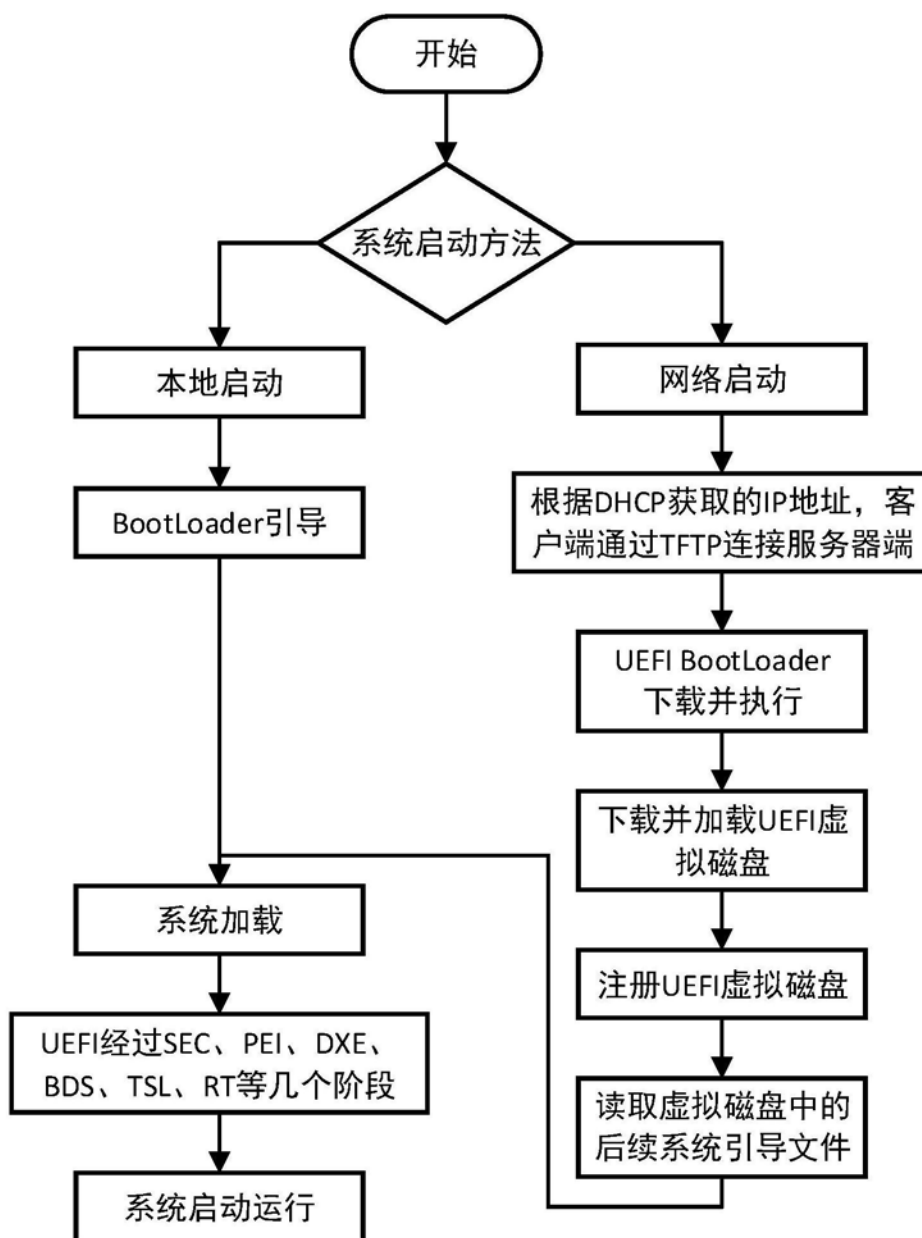 开始
系统启动方法
本地启动
BootLoader引导
网络启动
根据DHCP获取的IP地址，客
户端通过TFTP连接服务器端
UEFI BootLoader
下载并执行
下载并加载UEFI虚
拟磁盘
注册UEFI虚拟磁盘
读取虚拟磁盘中的
后续系统引导文件
系统加载
UEFI经过SEC、PEI、DXE、
BDS、TSL、RT等几个阶段
系统启动运行